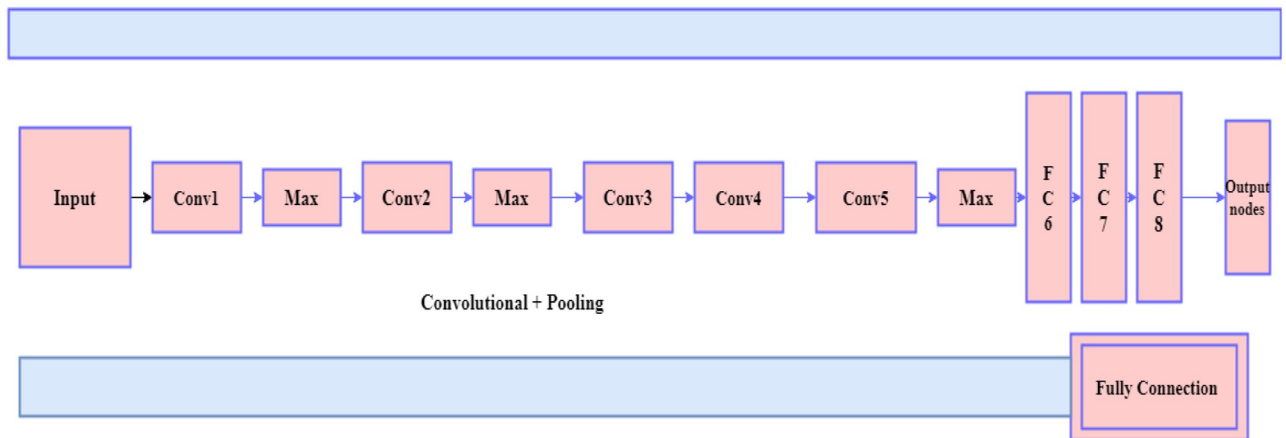 Input
Conv1
Max
Conv2
Max
Conv3
Conv4
Conv5
Max
F
C
6
F
C
7
F
C
8
Output
nodes
Convolutional + Pooling
Fully Connection